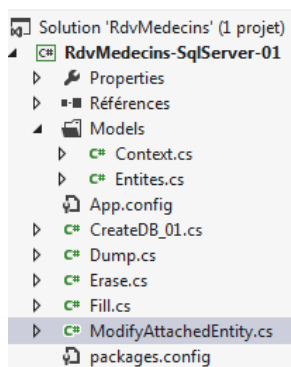 Solution 'RdvMedecins' (1 projet)
C# RdvMedecins-SqlServer-01
Properties
Références
Models
C# Context.cs
C# Entites.cs
App.config
C# CreateDB_01.cs
C# Dump.cs
C# Erase.cs
C# Fill.cs
C# ModifyAttachedEntity.cs
packages.config